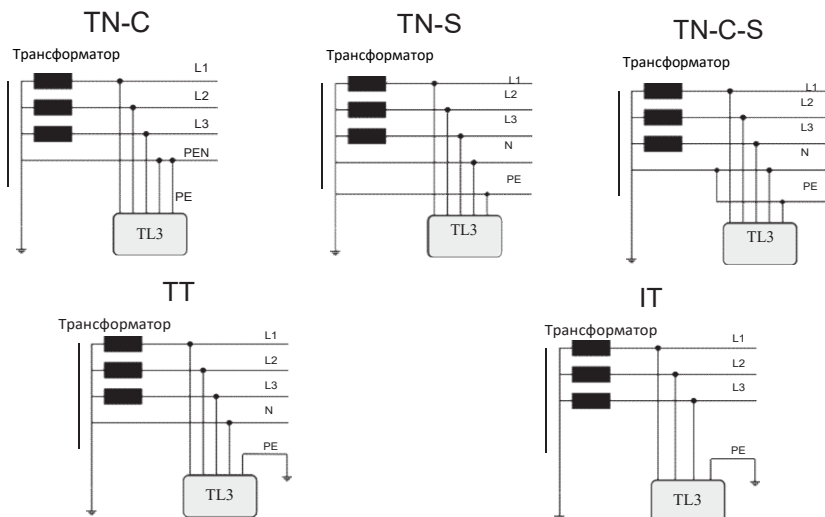 TN-C
Трансформатор
L1
L2
L3
PEN
PE
TL3
TN-S
Трансформатор
L1
L2
L3
N
PE
TL3
TN-C-S
Трансформатор
L1
L2
L3
N
PE
TL3
TT
Трансформатор
L1
L2
L3
N
PE
TL3
IT
Трансформатор
L1
L2
L3
PE
TL3